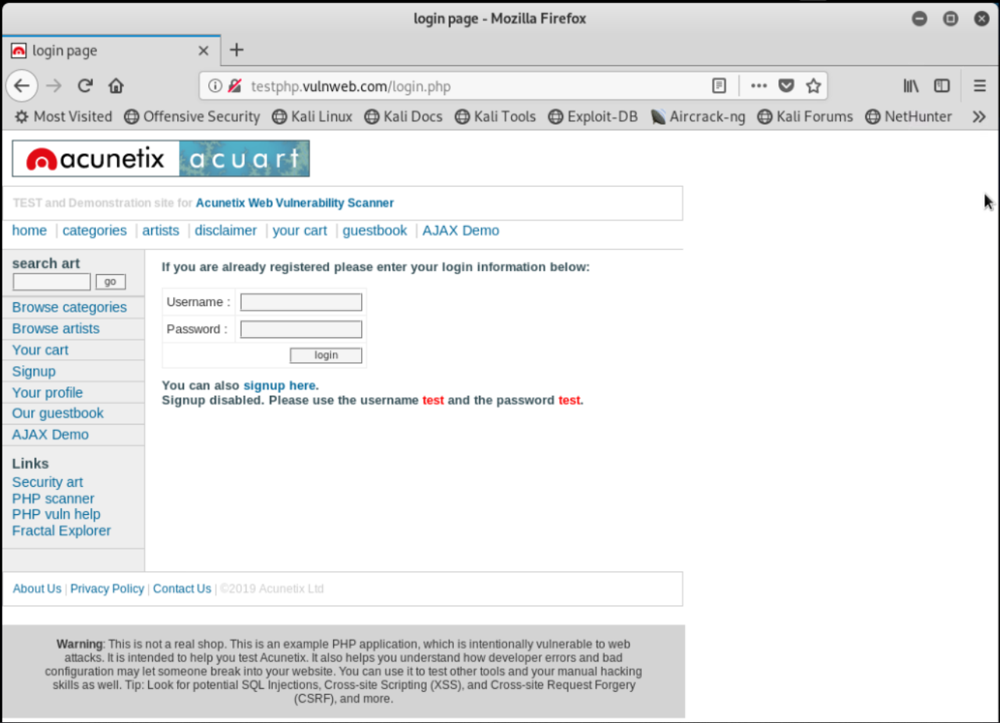 login page - Mozilla Firefox
login page
testphp.vulnweb.com/login.php
Most Visited Offensive Security Kali Linux Kali Docs Kali Tools Exploit-DB Aircrack-ng Kali Forums NetHunter
acunetix acuart
TEST and Demonstration site for Acunetix Web Vulnerability Scanner
home | categories | artists | disclaimer | your cart | guestbook | AJAX Demo
search art
go
Browse categories
Browse artists
Your cart
Signup
Your profile
Our guestbook
AJAX Demo
Links
Security art
PHP scanner
PHP vuln help
Fractal Explorer
If you are already registered please enter your login information below:
Username :
Password :
login
You can also signup here.
Signup disabled. Please use the username test and the password test.
About Us | Privacy Policy | Contact Us | ©2019 Acunetix Ltd
Warning: This is not a real shop. This is an example PHP application, which is intentionally vulnerable to web
attacks. It is intended to help you test Acunetix. It also helps you understand how developer errors and bad
configuration may let someone break into your website. You can use it to test other tools and your manual hacking
skills as well. Tip: Look for potential SQL Injections, Cross-site Scripting (XSS), and Cross-site Request Forgery
(CSRF), and more.